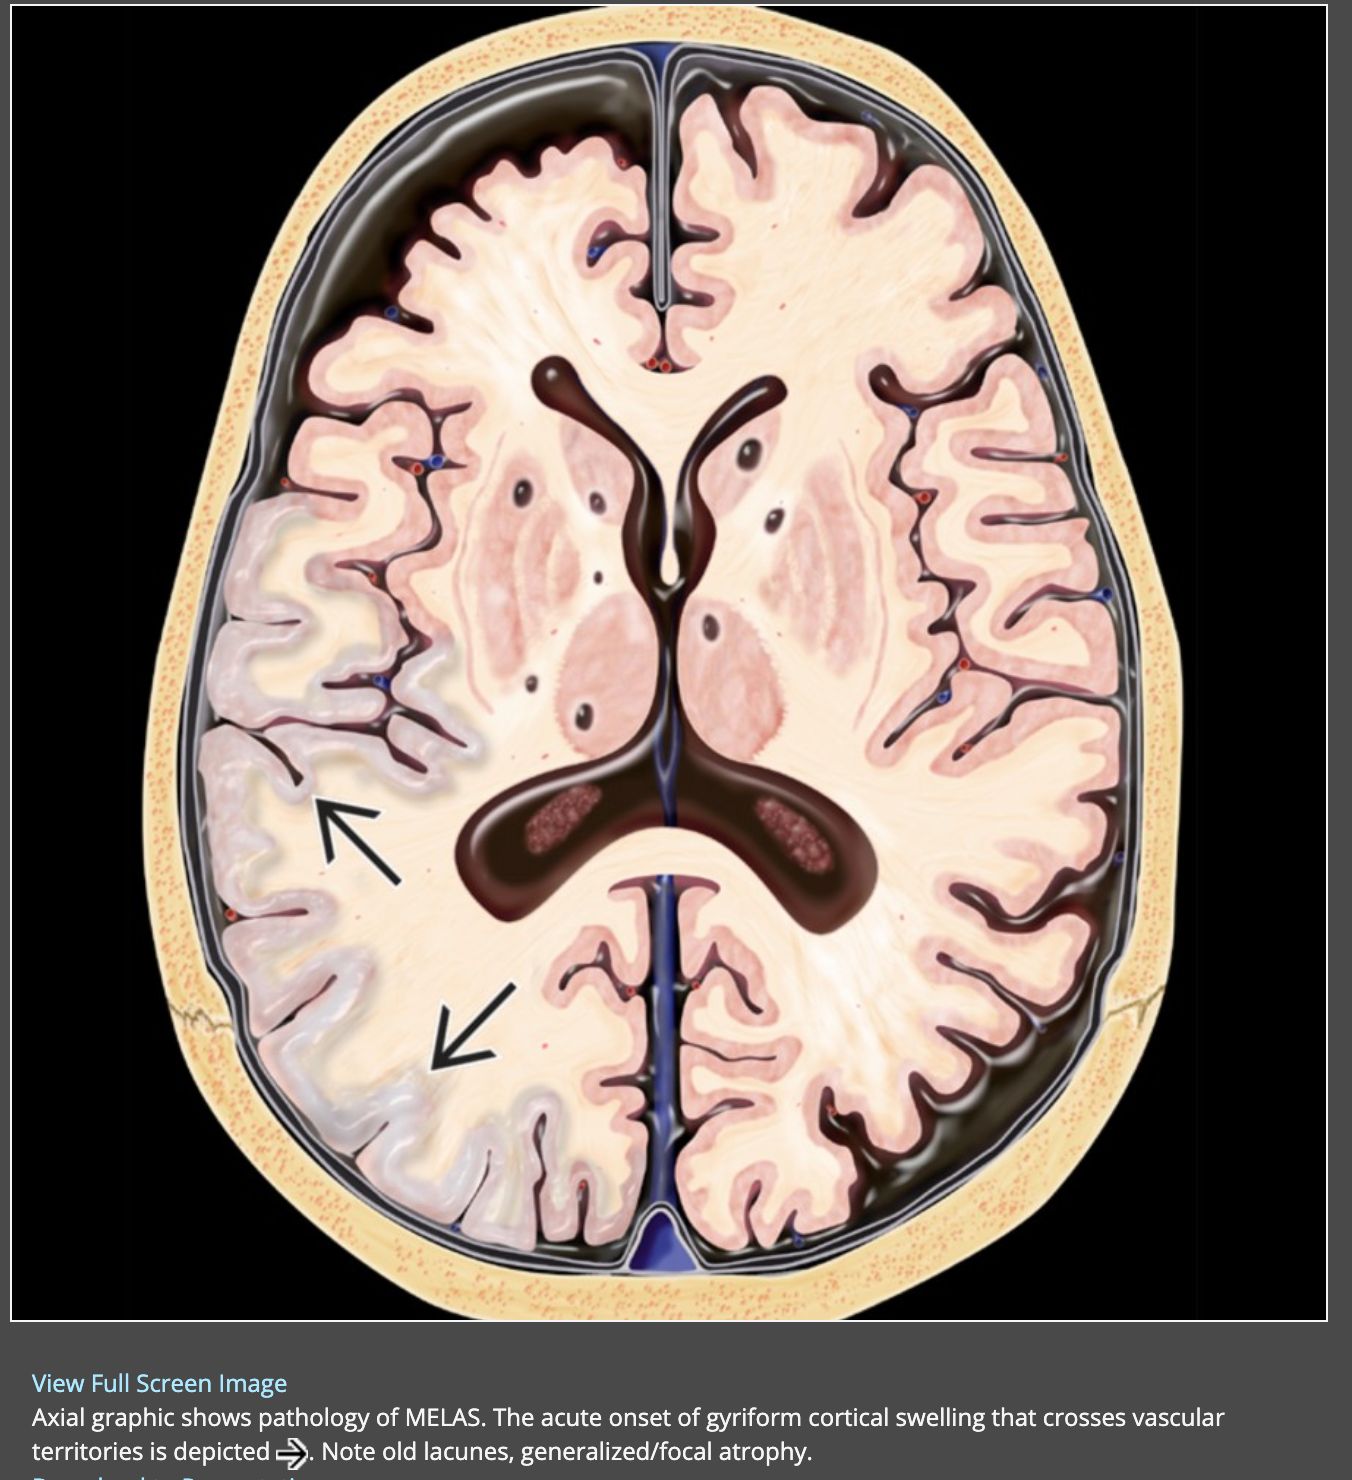 View Full Screen Image
Axial graphic shows pathology of MELAS. The acute onset of gyriform cortical swelling that crosses vascular
territories is depicted. Note old lacunes, generalized/focal atrophy.